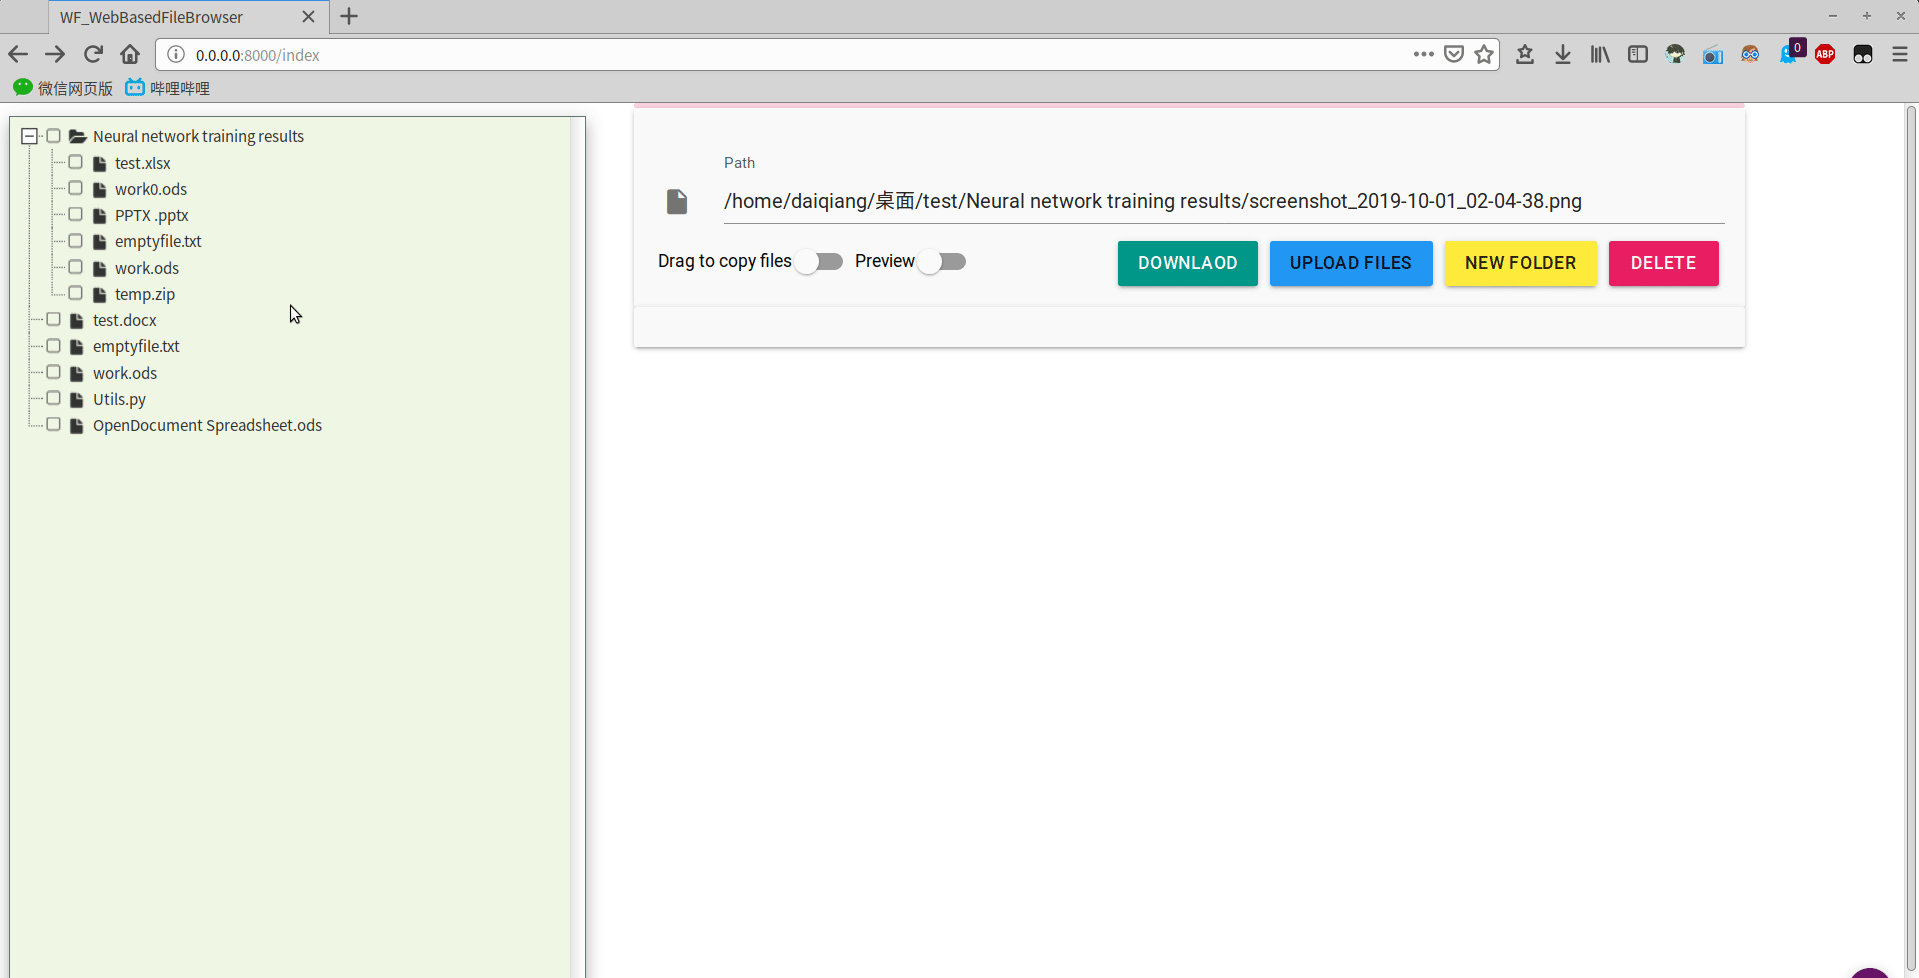 WF_WebBasedFileBrowser
0.0.0.0:8000/index
0
ABP
微信网页版 哔哩哔哩
Neural network training results
test.xlsx
work0.ods
PPTX .pptx
emptyfile.txt
work.ods
temp.zip
test.docx
emptyfile.txt
work.ods
Utils.py
OpenDocument Spreadsheet.ods
Path
/home/daiqiang/桌面/test/Neural network training results/screenshot_2019-10-01_02-04-38.png
Drag to copy files Preview DOWNLAOD UPLOAD FILES NEW FOLDER DELETE